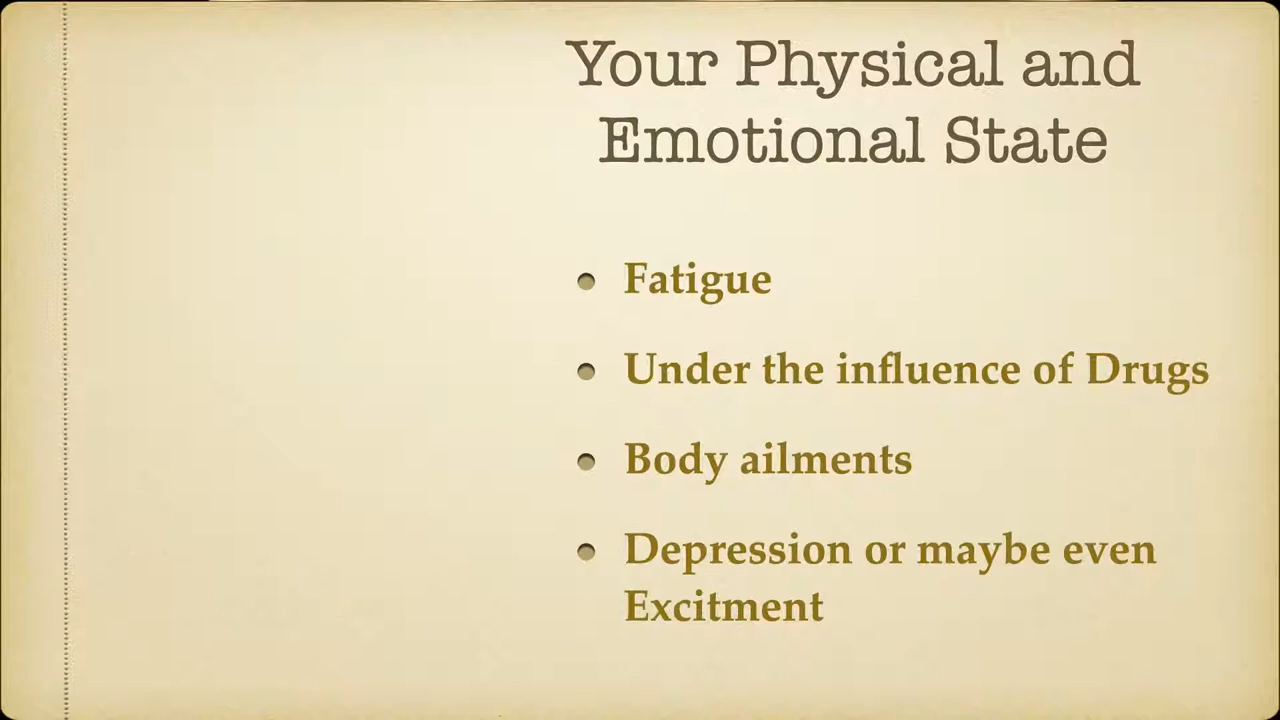 Your Physical and
Emotional State
• Fatigue
• Under the influence of Drugs
• Body ailments
• Depression or maybe even
Excitment